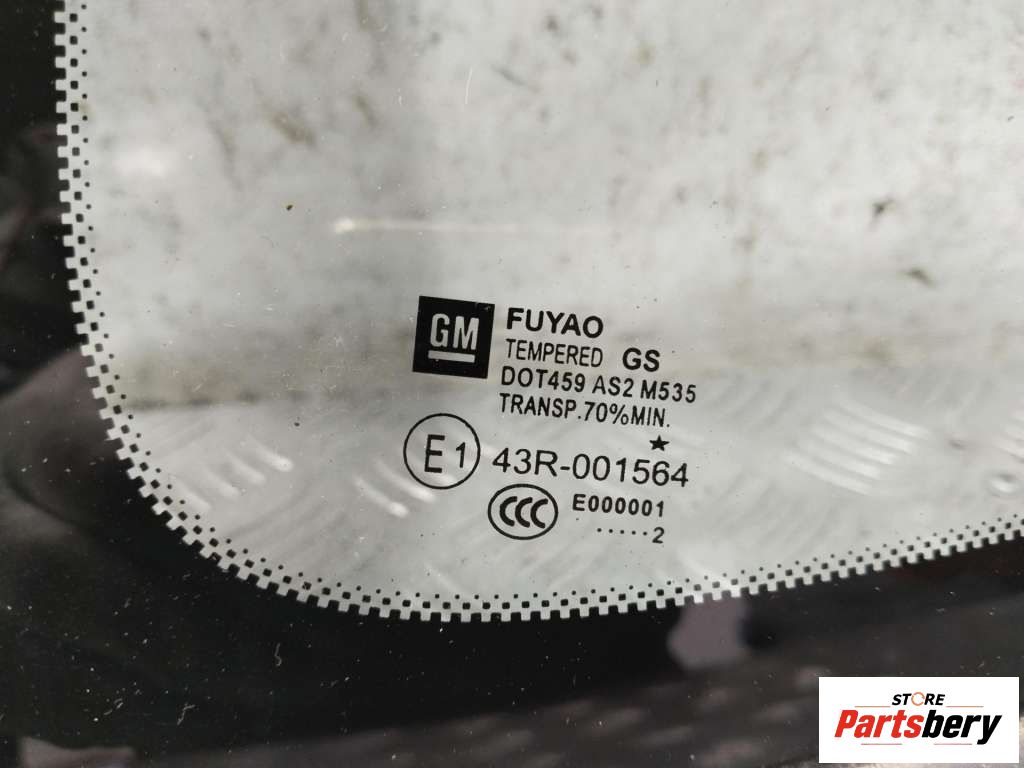 GM
FUYAO
TEMPERED GS
DOT459 AS2 M535
TRANSP.70%MIN.
★
E1 43R-001564
CCC E000001
.....2
STORE
Partsbery